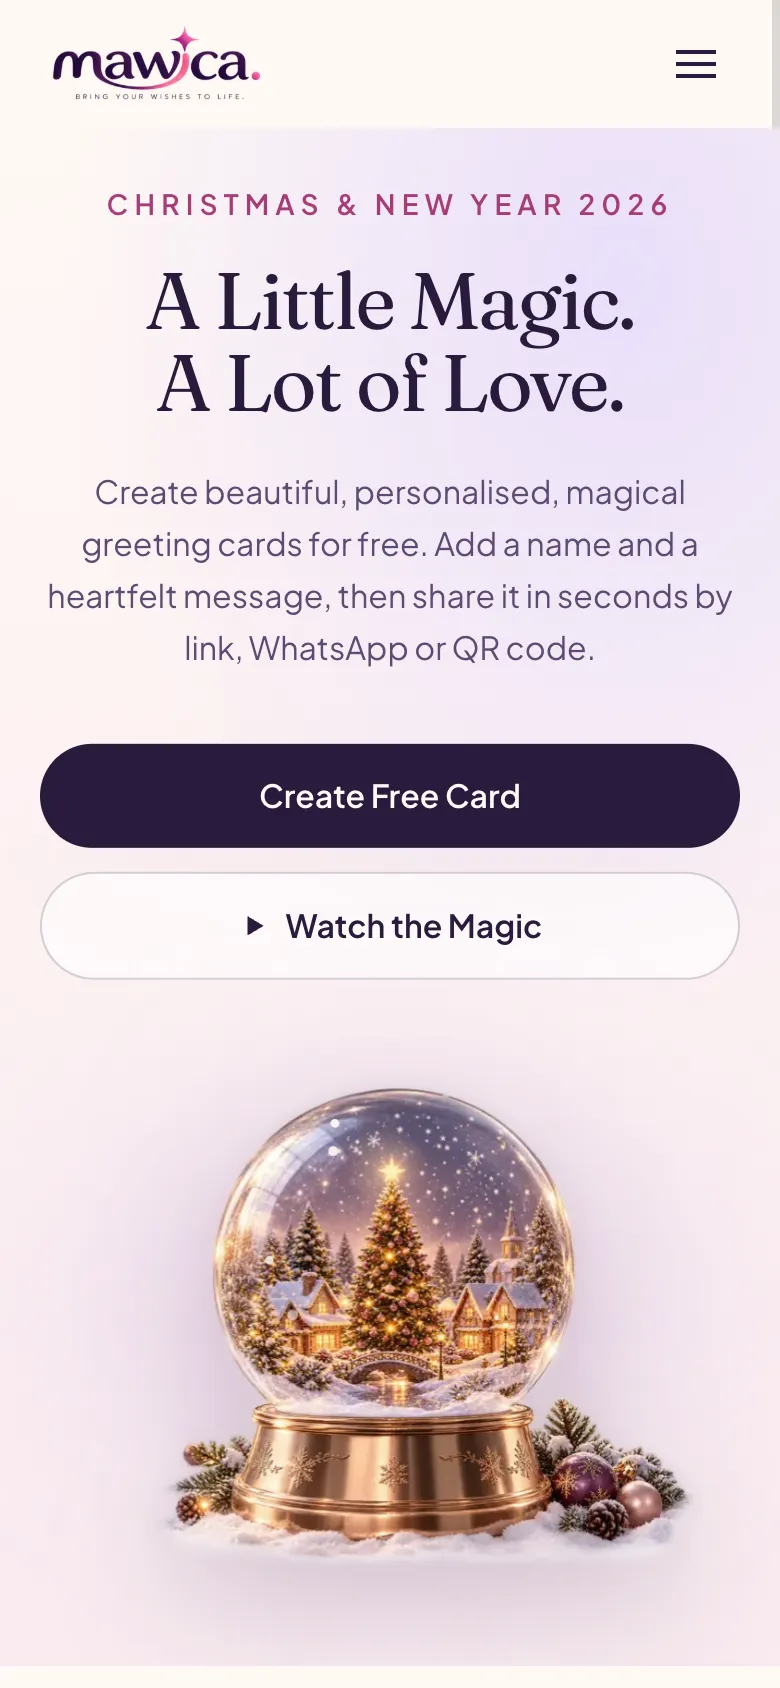 mawica.
BRING YOUR WISHES TO LIFE.
CHRISTMAS & NEW YEAR 2026
A Little Magic.
A Lot of Love.
Create beautiful, personalised, magical
greeting cards for free. Add a name and a
heartfelt message, then share it in seconds by
link, WhatsApp or QR code.
Create Free Card
Watch the Magic